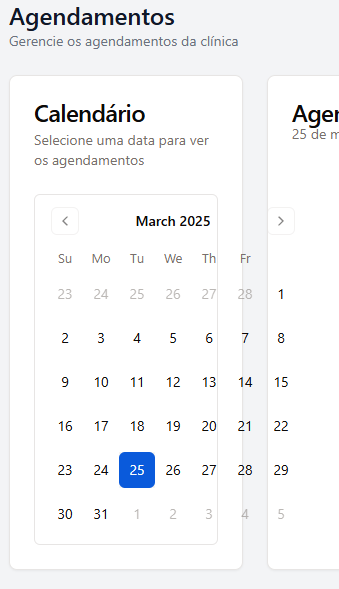 Agendamentos
Gerencie os agendamentos da clínica
Calendário
Selecione uma data para ver
os agendamentos
March 2025
Su Mo Tu We Th Fr
23 24 25 26 27 28 1
2 3 4 5 6 7 8
9 10 11 12 13 14 15
16 17 18 19 20 21 22
23 24 25 26 27 28 29
30 31 1 2 3 4 5
Agen
25 de m